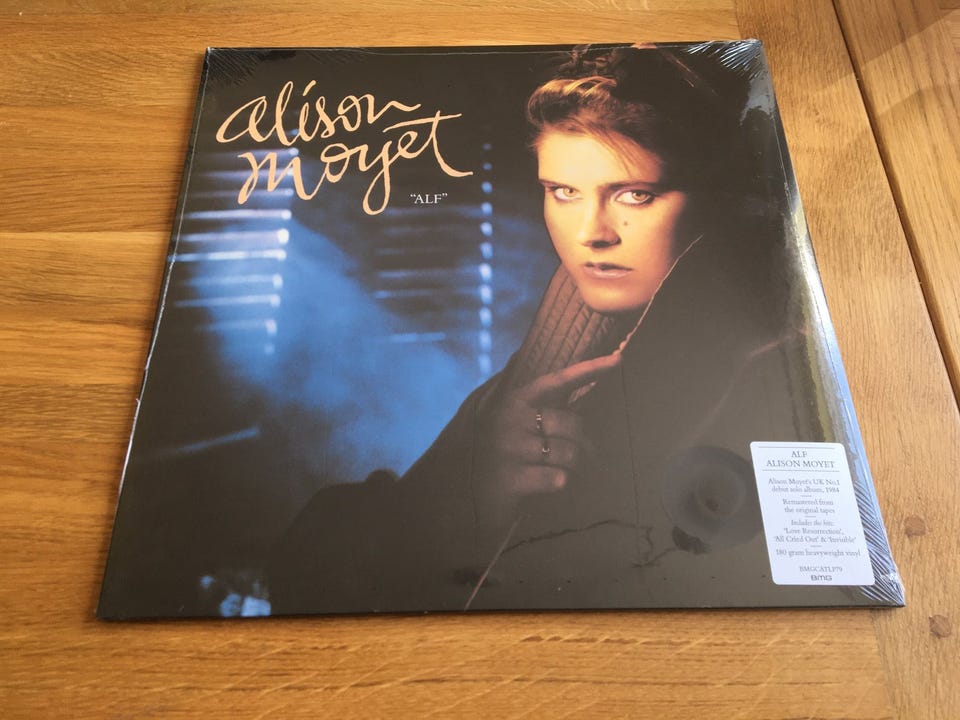 alison
moyet
"ALF"
ALF
ALISON MOYET
Alison Moyet's UK No.1
debut solo album, 1984
Remastered from
the original tapes
Includes the hits:
'Love Resurrection',
'All Cried Out' & 'Invisible'
180 gram heavyweight vinyl
BMGCATLP79
BMG